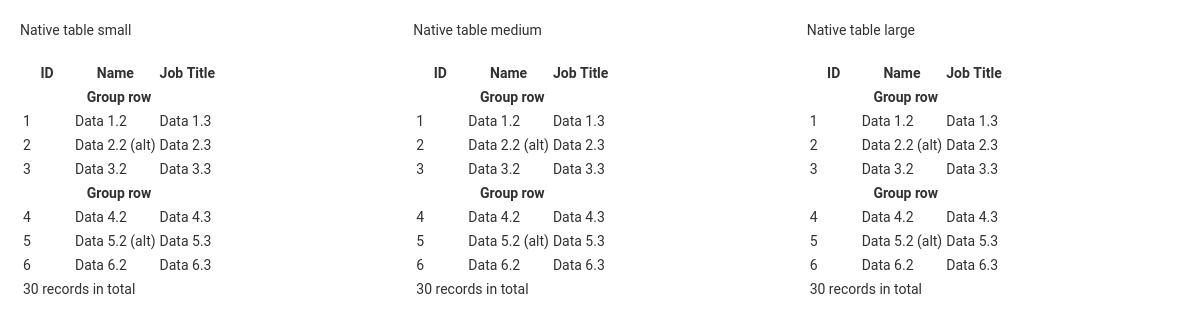 Native table small
ID Name Job Title
Group row
1 Data 1.2 Data 1.3
2 Data 2.2 (alt) Data 2.3
3 Data 3.2 Data 3.3
Group row
4 Data 4.2 Data 4.3
5 Data 5.2 (alt) Data 5.3
6 Data 6.2 Data 6.3
30 records in total
Native table medium
ID Name Job Title
Group row
1 Data 1.2 Data 1.3
2 Data 2.2 (alt) Data 2.3
3 Data 3.2 Data 3.3
Group row
4 Data 4.2 Data 4.3
5 Data 5.2 (alt) Data 5.3
6 Data 6.2 Data 6.3
30 records in total
Native table large
ID Name Job Title
Group row
1 Data 1.2 Data 1.3
2 Data 2.2 (alt) Data 2.3
3 Data 3.2 Data 3.3
Group row
4 Data 4.2 Data 4.3
5 Data 5.2 (alt) Data 5.3
6 Data 6.2 Data 6.3
30 records in total